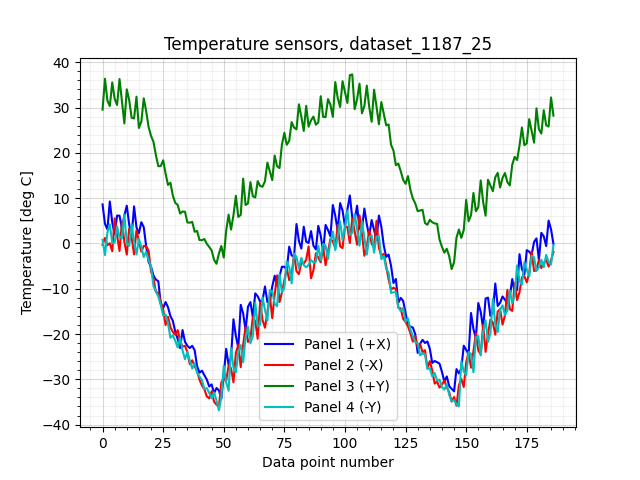 Temperature sensors, dataset_1187_25
Temperature [deg C]
40
30
20
10
0
−10
−20
−30
−40
Panel 1 (+X)
Panel 2 (-X)
Panel 3 (+Y)
Panel 4 (-Y)
0 25 50 75 100 125 150 175
Data point number